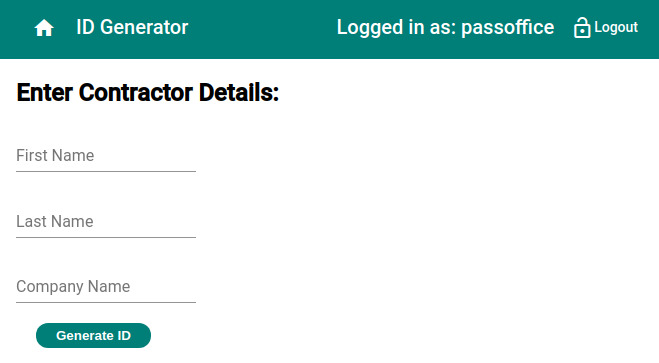 ID Generator Logged in as: passoffice Logout
Enter Contractor Details:
First Name
Last Name
Company Name
Generate ID